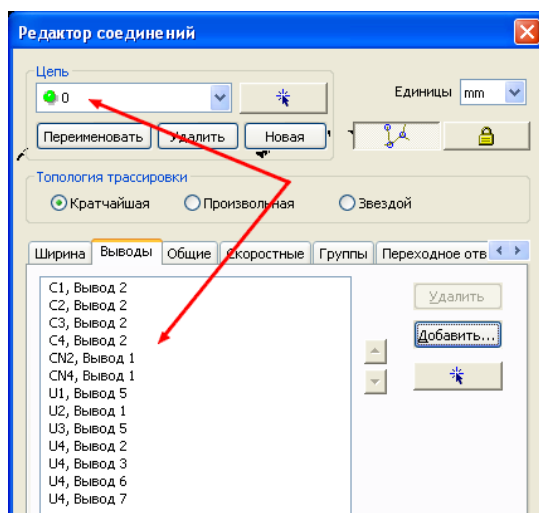 Редактор соединений
Цепь
0
Единицы mm
Переименовать Удалить Новая
Топология трассировки
Кратчайшая Произвольная Звездой
Ширина Выводы Общие Скоростные Группы Переходное отв
C1, Вывод 2
C2, Вывод 2
C3, Вывод 2
C4, Вывод 2
CN2, Вывод 1
CN4, Вывод 1
U1, Вывод 5
U2, Вывод 1
U3, Вывод 5
U4, Вывод 2
U4, Вывод 3
U4, Вывод 6
U4, Вывод 7
Удалить
Добавить...